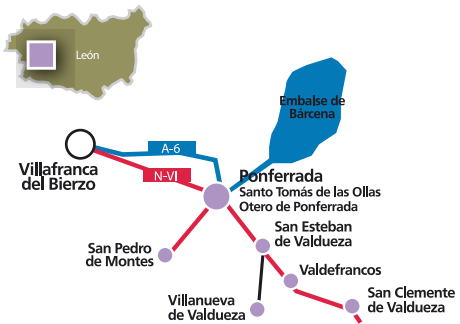 León
Embalse de
Bárcena
A-6
Villafranca
del Bierzo
N-VI
Ponferrada
Santo Tomás de las Ollas
Otero de Ponferrada
San Esteban
de Valdueza
San Pedro
de Montes
Valdefrancos
Villanueva
de Valdueza
San Clemente
de Valdueza